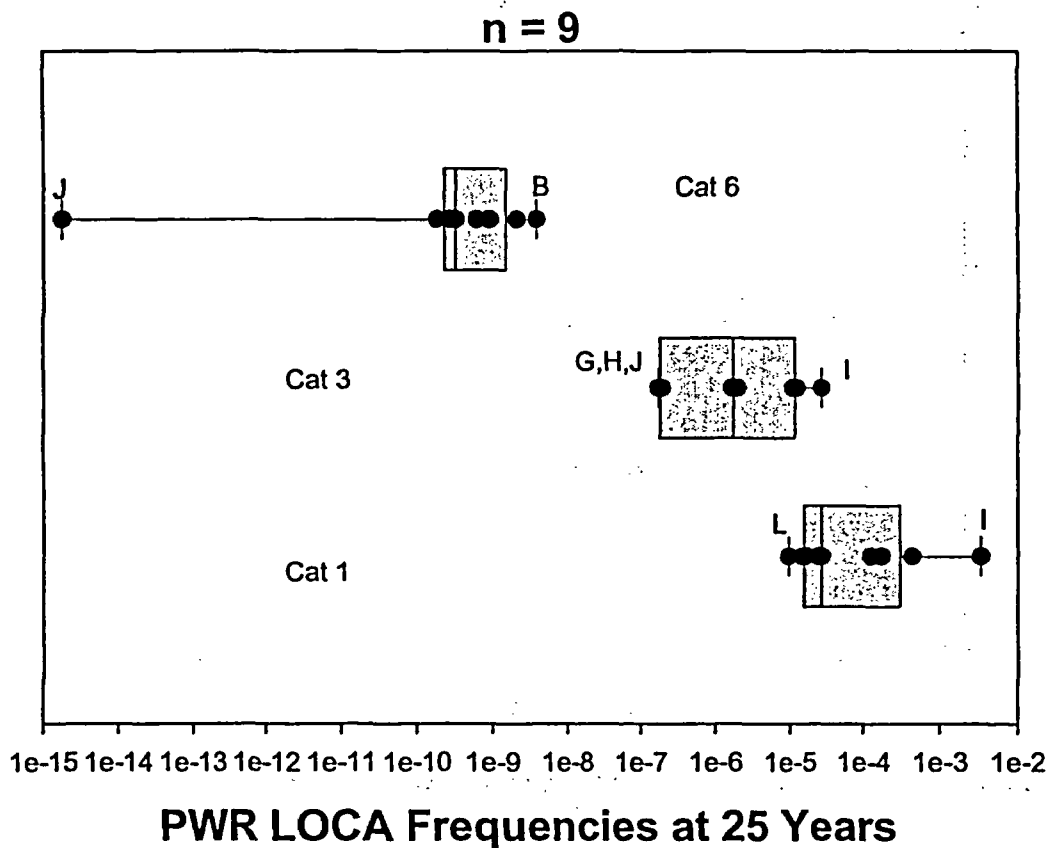 n = 9
J
B
Cat 6
G,H,J
I
Cat 3
L
I
Cat 1
1e-15 1e-14 1e-13 1e-12 1e-11 1e-10 1e-9 1e-8 1e-7 1e-6 1e-5 1e-4 1e-3 1e-2
PWR LOCA Frequencies at 25 Years